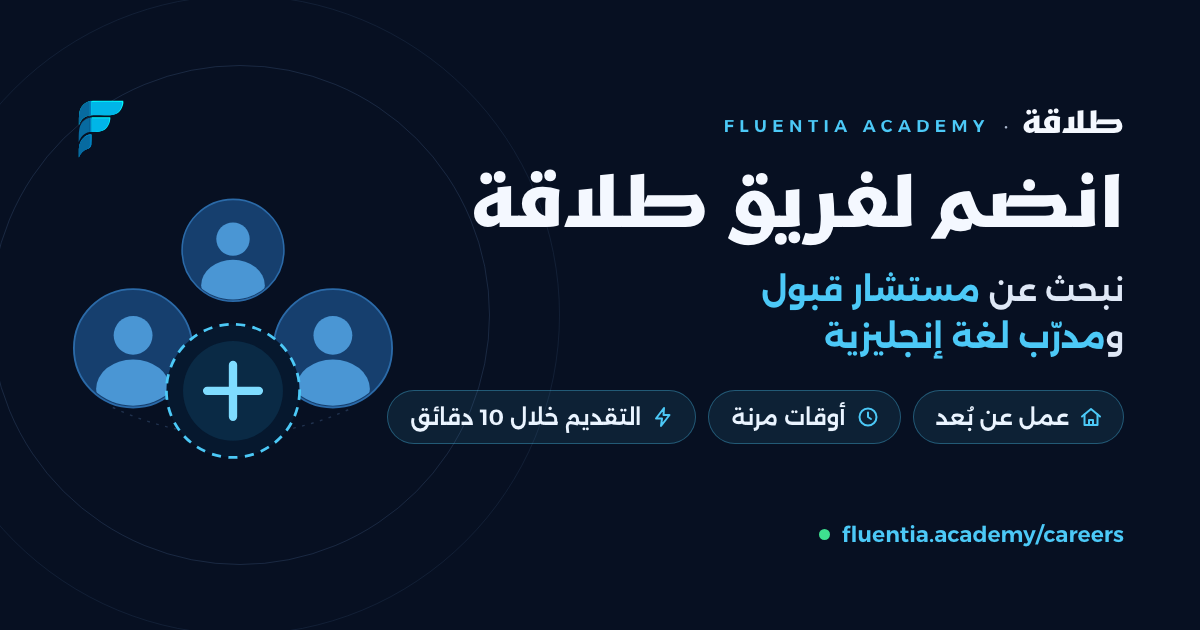 طلاقة · FLUENTIA ACADEMY
انضم لفريق طلاقة
نبحث عن مستشار قبول
ومدرّب لغة إنجليزية
عمل عن بُعد
أوقات مرنة
التقديم خلال 10 دقائق
fluentia.academy/careers